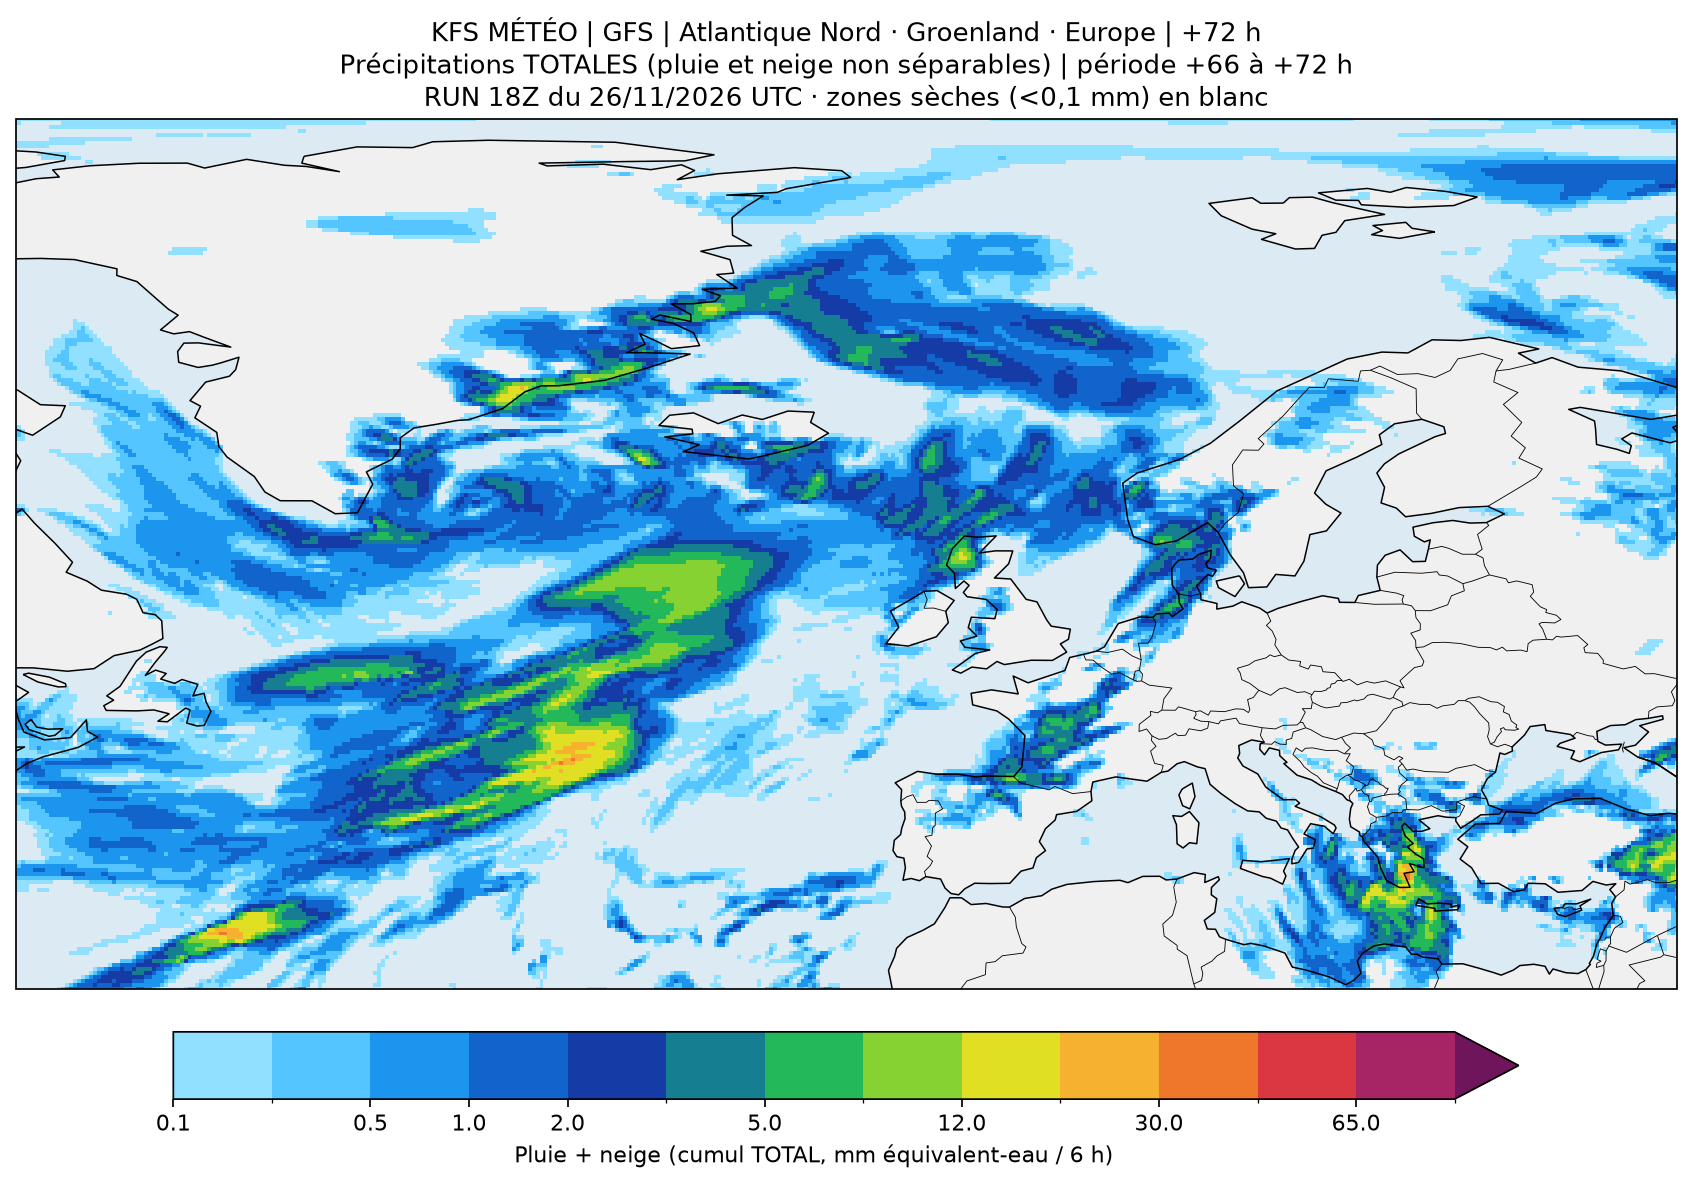 KFS MÉTÉO | GFS | Atlantique Nord · Groenland · Europe | +72 h
Précipitations TOTALES (pluie et neige non séparables) | période +66 à +72 h
RUN 18Z du 26/11/2026 UTC · zones sèches (<0,1 mm) en blanc
0.1 0.5 1.0 2.0 5.0 12.0 30.0 65.0
Pluie + neige (cumul TOTAL, mm équivalent-eau / 6 h)